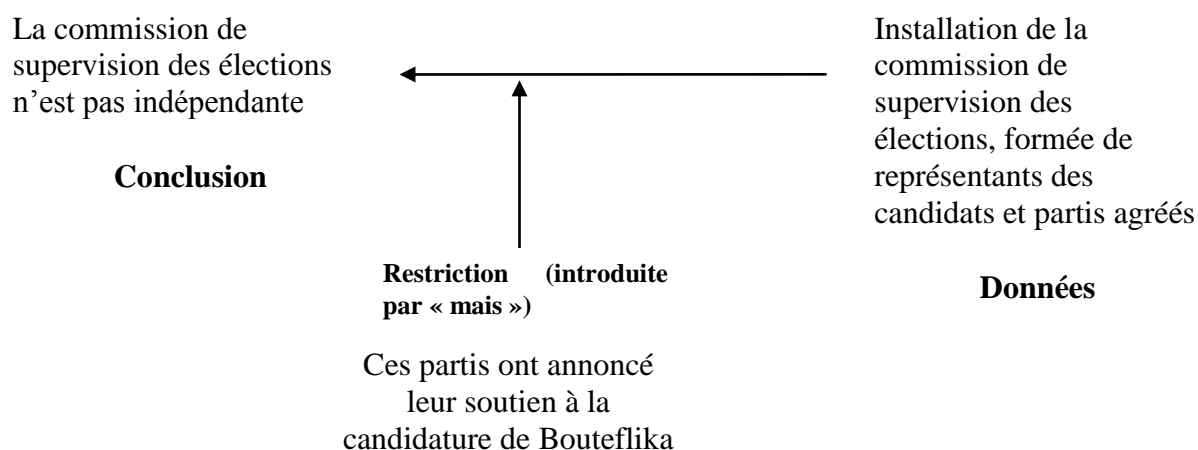 La commission de
supervision des élections
n'est pas indépendante
Conclusion
Installation de la
commission de
supervision des
élections, formée de
représentants des
candidats et partis agréés
Données
Restriction (introduite
par « mais »)
Ces partis ont annoncé
leur soutien à la
candidature de Bouteflika